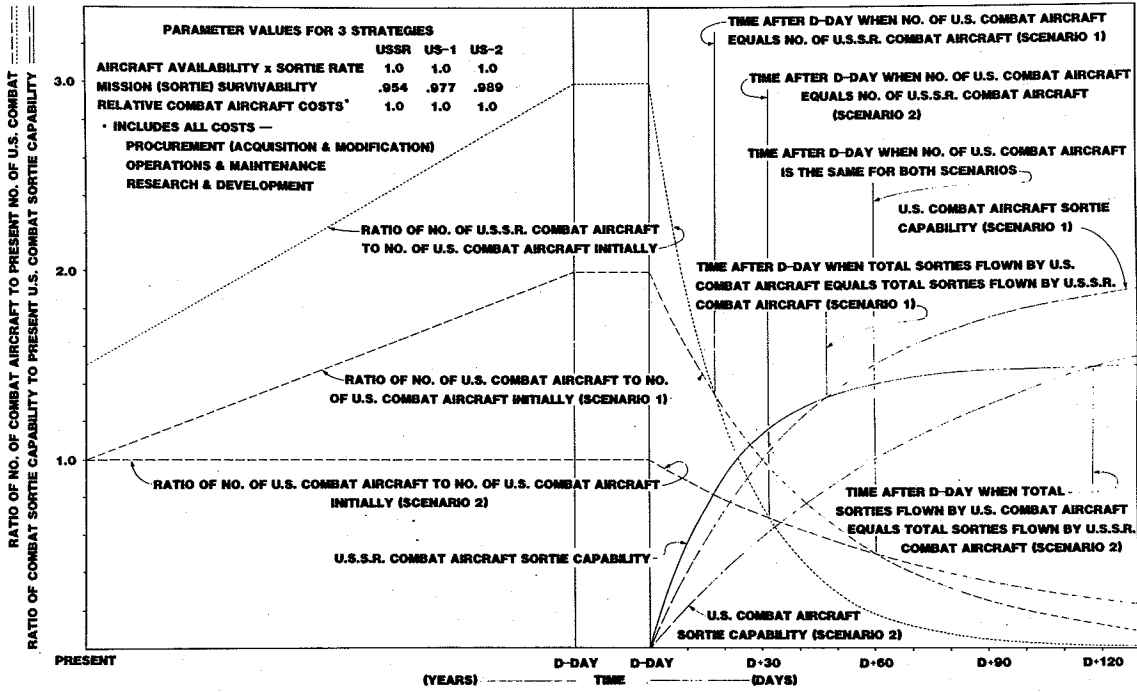 RATIO OF NO. OF COMBAT AIRCRAFT TO PRESENT NO. OF U.S. COMBAT
RATIO OF COMBAT SORTIE CAPABILITY TO PRESENT U.S. COMBAT SORTIE CAPABILITY
PARAMETER VALUES FOR 3 STRATEGIES
USSR US-1 US-2
AIRCRAFT AVAILABILITY x SORTIE RATE 1.0 1.0 1.0
MISSION (SORTIE) SURVIVABILITY .954 .977 .989
RELATIVE COMBAT AIRCRAFT COSTS* 1.0 1.0 1.0
* INCLUDES ALL COSTS —
PROCUREMENT (ACQUISITION & MODIFICATION)
OPERATIONS & MAINTENANCE
RESEARCH & DEVELOPMENT
3.0
2.0
1.0
TIME AFTER D-DAY WHEN NO. OF U.S. COMBAT AIRCRAFT
EQUALS NO. OF U.S.S.R. COMBAT AIRCRAFT (SCENARIO 1)
TIME AFTER D-DAY WHEN NO. OF U.S. COMBAT AIRCRAFT
EQUALS NO. OF U.S.S.R. COMBAT AIRCRAFT
(SCENARIO 2)
TIME AFTER D-DAY WHEN NO. OF U.S. COMBAT AIRCRAFT
IS THE SAME FOR BOTH SCENARIOS
U.S. COMBAT AIRCRAFT SORTIE
CAPABILITY (SCENARIO 1)
RATIO OF NO. OF U.S.S.R. COMBAT AIRCRAFT
TO NO. OF U.S. COMBAT AIRCRAFT INITIALLY
TIME AFTER D-DAY WHEN TOTAL SORTIES FLOWN BY U.S.
COMBAT AIRCRAFT EQUALS TOTAL SORTIES FLOWN BY U.S.S.R.
COMBAT AIRCRAFT (SCENARIO 1)
RATIO OF NO. OF U.S. COMBAT AIRCRAFT TO NO.
OF U.S. COMBAT AIRCRAFT INITIALLY (SCENARIO 1)
RATIO OF NO. OF U.S. COMBAT AIRCRAFT TO NO. OF U.S. COMBAT AIRCRAFT
INITIALLY (SCENARIO 2)
TIME AFTER D-DAY WHEN TOTAL
SORTIES FLOWN BY U.S. COMBAT AIRCRAFT
EQUALS TOTAL SORTIES FLOWN BY U.S.S.R.
COMBAT AIRCRAFT (SCENARIO 2)
U.S.S.R. COMBAT AIRCRAFT SORTIE CAPABILITY
U.S. COMBAT AIRCRAFT
SORTIE CAPABILITY (SCENARIO 2)
PRESENT D-DAY D-DAY D+30 D+60 D+90 D+120
(YEARS) TIME (DAYS)